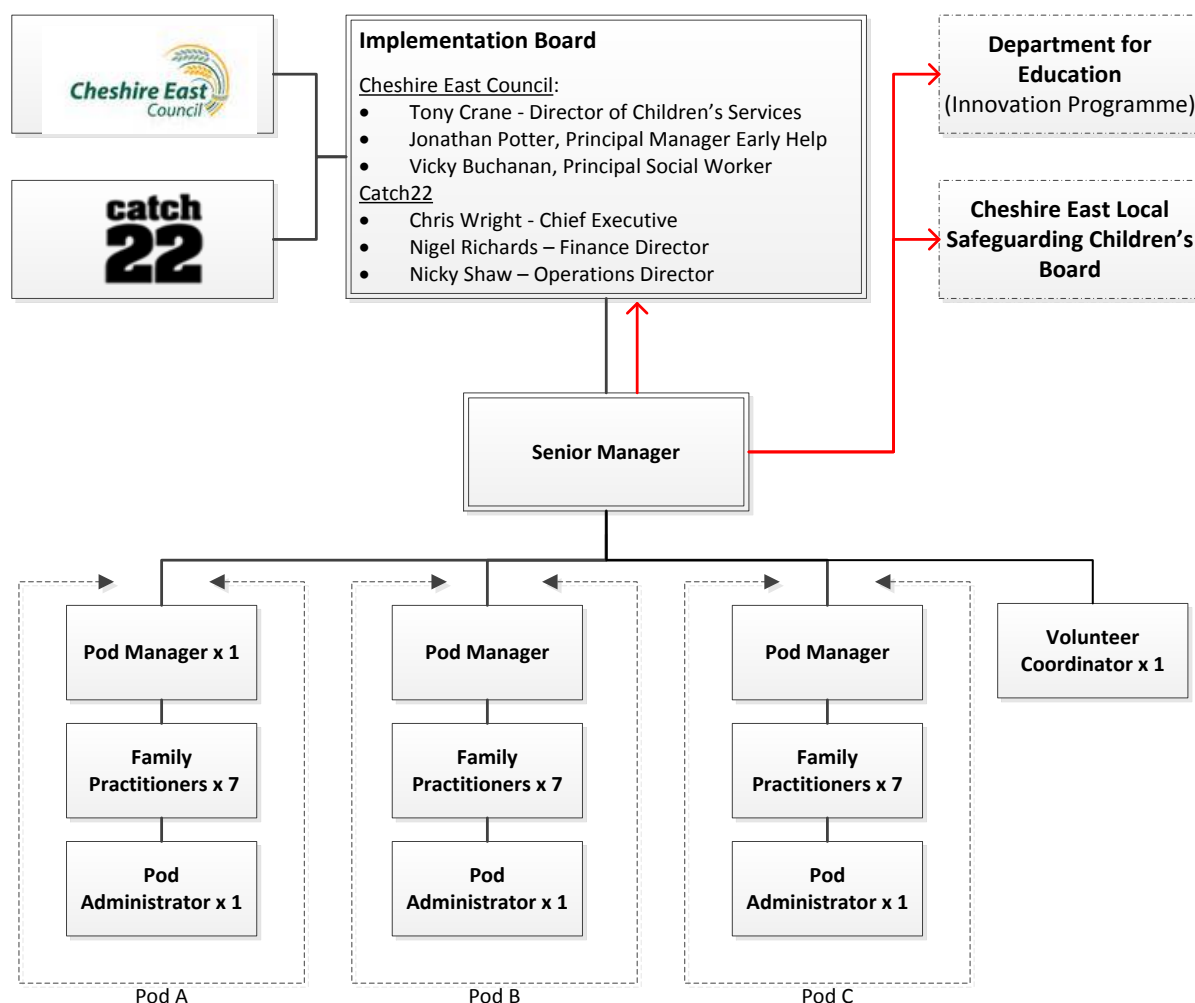 Cheshire East
Council
catch
22
Implementation Board
Cheshire East Council:
• Tony Crane - Director of Children’s Services
• Jonathan Potter, Principal Manager Early Help
• Vicky Buchanan, Principal Social Worker
Catch22
• Chris Wright - Chief Executive
• Nigel Richards – Finance Director
• Nicky Shaw – Operations Director
Department for
Education
(Innovation Programme)
Cheshire East Local
Safeguarding Children’s
Board
Senior Manager
Pod Manager x 1
Family
Practitioners x 7
Pod
Administrator x 1
Pod A
Pod Manager
Family
Practitioners x 7
Pod
Administrator x 1
Pod B
Pod Manager
Family
Practitioners x 7
Pod
Administrator x 1
Pod C
Volunteer
Coordinator x 1